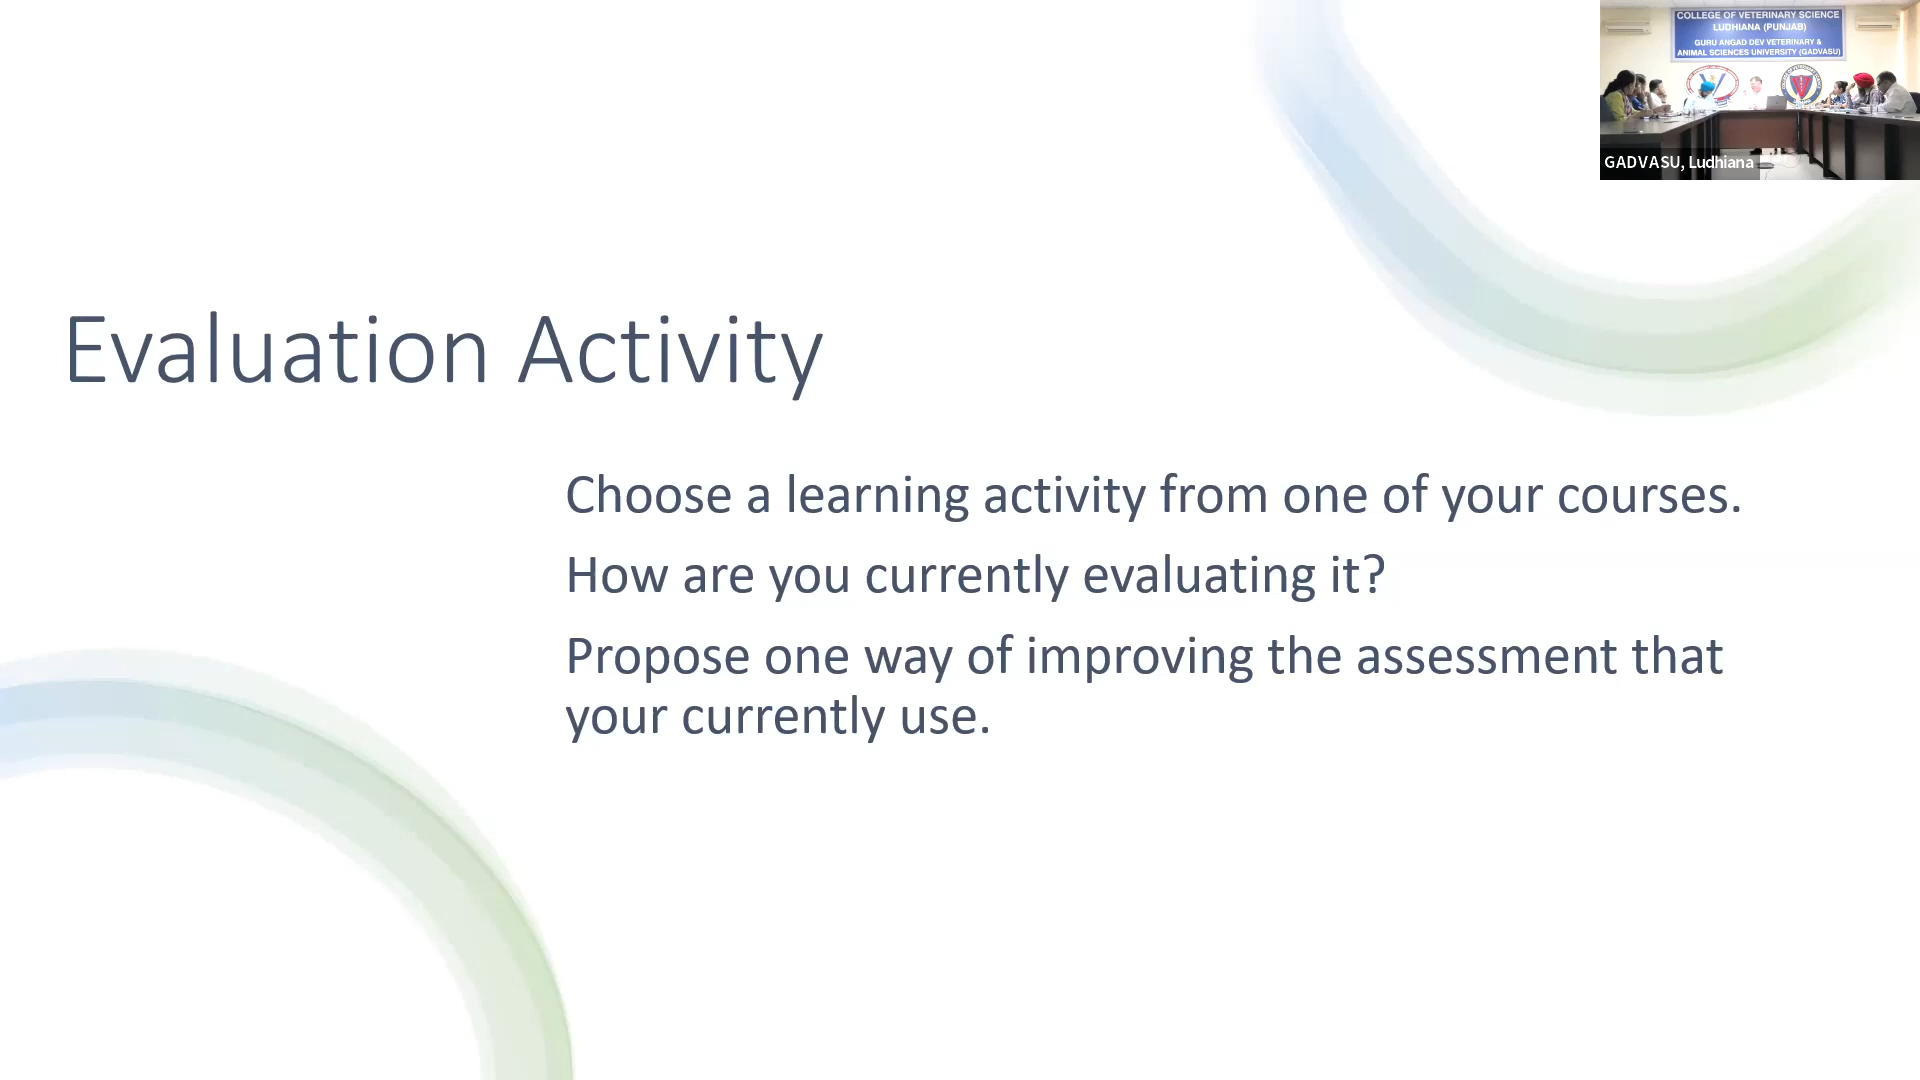 Evaluation Activity
Choose a learning activity from one of your courses.
How are you currently evaluating it?
Propose one way of improving the assessment that
your currently use.
COLLEGE OF VETERINARY SCIENCE
LUDHIANA (PUNJAB)
GURU ANGAD DEV VETERINARY &
ANIMAL SCIENCES UNIVERSITY (GADVASU)
GADVASU, Ludhiana